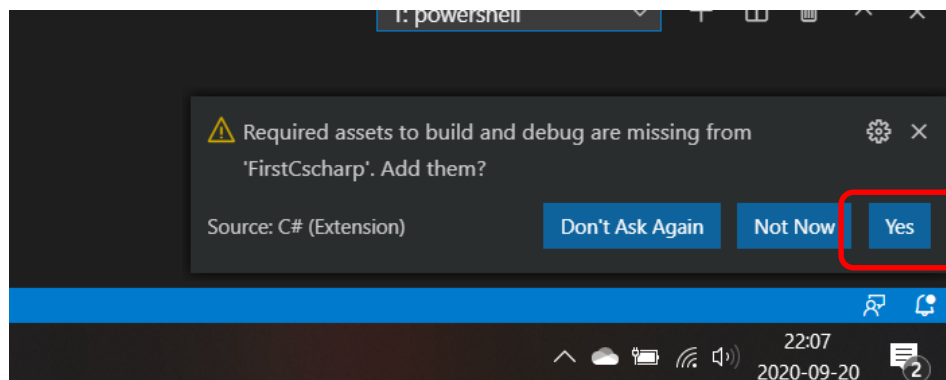 1: powershell
Required assets to build and debug are missing from
'FirstCscharp'. Add them?
Source: C# (Extension)
Don't Ask Again
Not Now
Yes
22:07
2020-09-20
2